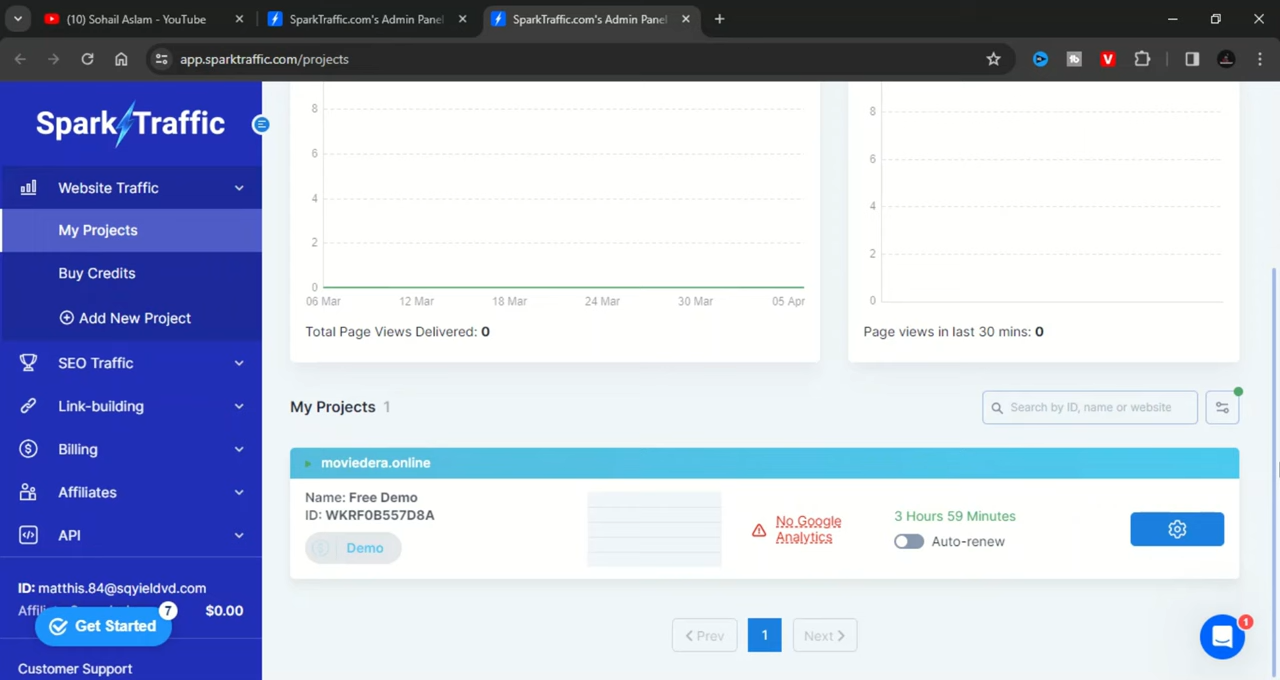 (10) Sohail Aslam - YouTube
SparkTraffic.com's Admin Panel
SparkTraffic.com's Admin Panel
app.sparktraffic.com/projects
Spark Traffic
Website Traffic
My Projects
Buy Credits
Add New Project
SEO Traffic
Link-building
Billing
Affiliates
API
ID: matthis.84@sqyieldvd.com
$0.00
Get Started
7
Customer Support
8
6
4
2
0
06 Mar 12 Mar 18 Mar 24 Mar 30 Mar 05 Apr
Total Page Views Delivered: 0
8
6
4
2
0
Page views in last 30 mins: 0
My Projects 1
Search by ID, name or website
moviedera.online
Name: Free Demo
ID: WKRF0B557D8A
Demo
No Google
Analytics
3 Hours 59 Minutes
Auto-renew
Prev
1
Next
1